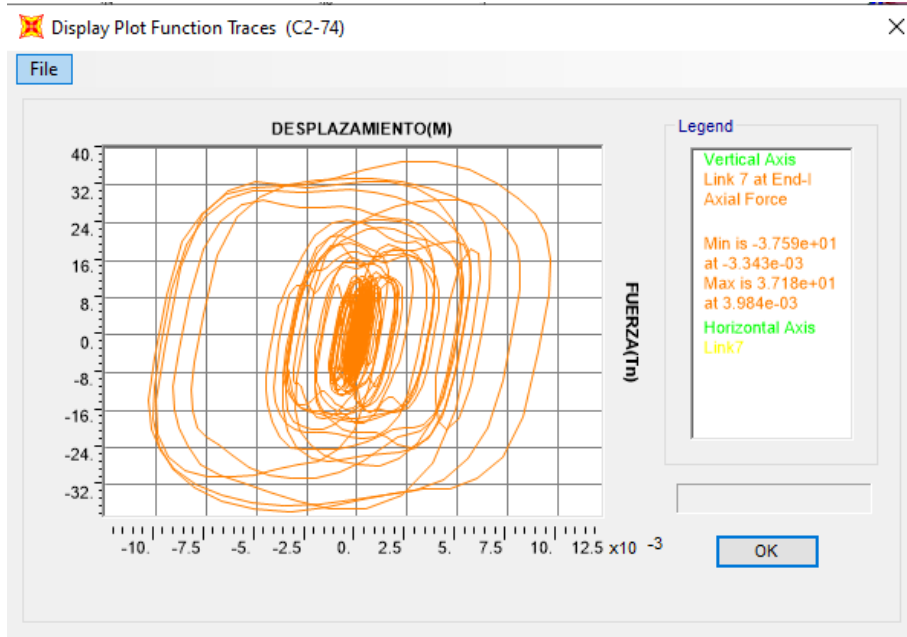 Display Plot Function Traces (C2-74)
File
DESPLAZAMIENTO(M)
40.
32.
24.
16.
8.
0.
-8.
-16.
-24.
-32.
-10. -7.5 -5. -2.5 0. 2.5 5. 7.5 10. 12.5 x10 -3
FUERZA(Tn)
Legend
Vertical Axis
Link 7 at End-I
Axial Force
Min is -3.759e+01
at -3.343e-03
Max is 3.718e+01
at 3.984e-03
Horizontal Axis
Link7
OK